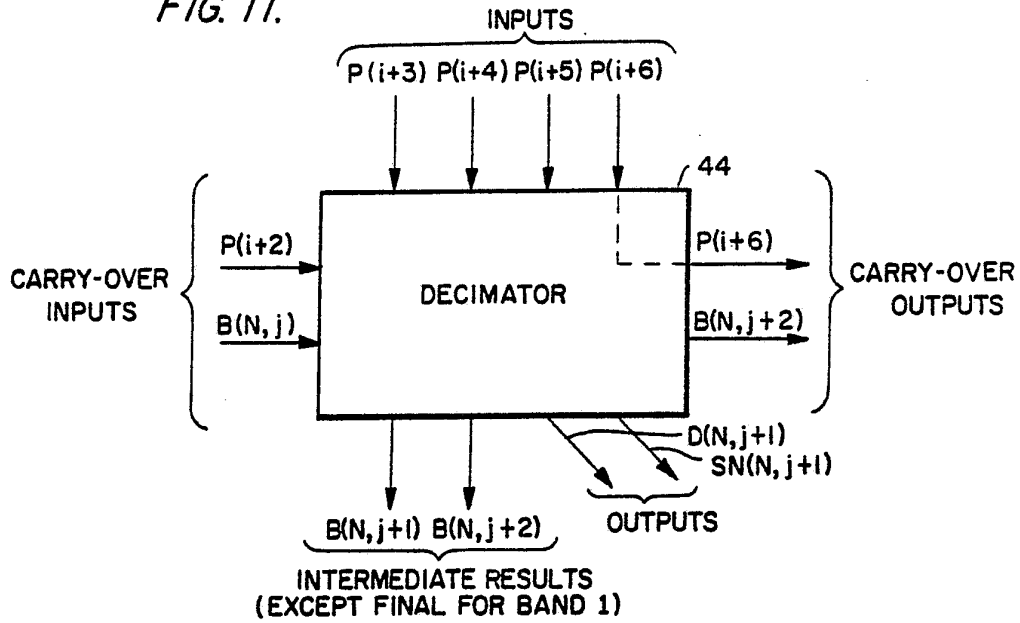 FIG. 11.
INPUTS
P(i+3) P(i+4) P(i+5) P(i+6)
44
P(i+2)
P(i+6)
CARRY-OVER
INPUTS
DECIMATOR
CARRY-OVER
OUTPUTS
B(N,j)
B(N,j+2)
D(N,j+1)
SN(N,j+1)
B(N,j+1) B(N,j+2)
OUTPUTS
INTERMEDIATE RESULTS
(EXCEPT FINAL FOR BAND 1)